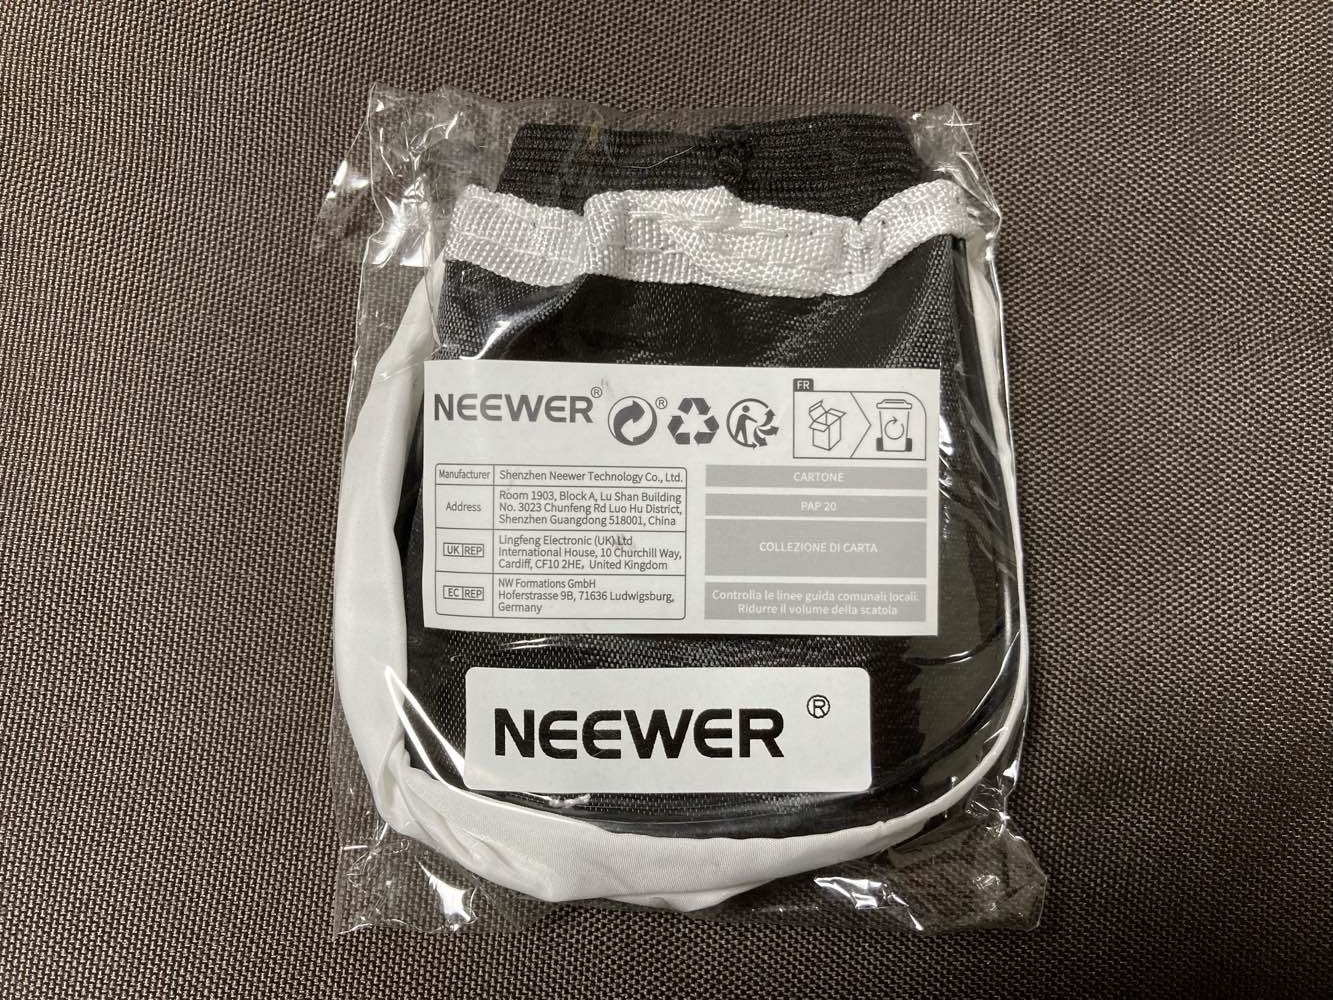 NEEWER®
®
FR
Manufacturer Shenzhen Neewer Technology Co., Ltd.
Address Room 1903, Block A, Lu Shan Building
No. 3023 Chunfeng Rd Luo Hu District,
Shenzhen Guangdong 518001, China
UK REP Lingfeng Electronic (UK) Ltd
International House, 10 Churchill Way,
Cardiff, CF10 2HE, United Kingdom
EC REP NW Formations GmbH
Hoferstrasse 9B, 71636 Ludwigsburg,
Germany
CARTONE
PAP 20
COLLEZIONE DI CARTA
Controlla le linee guida comunali locali.
Ridurre il volume della scatola
NEEWER ®